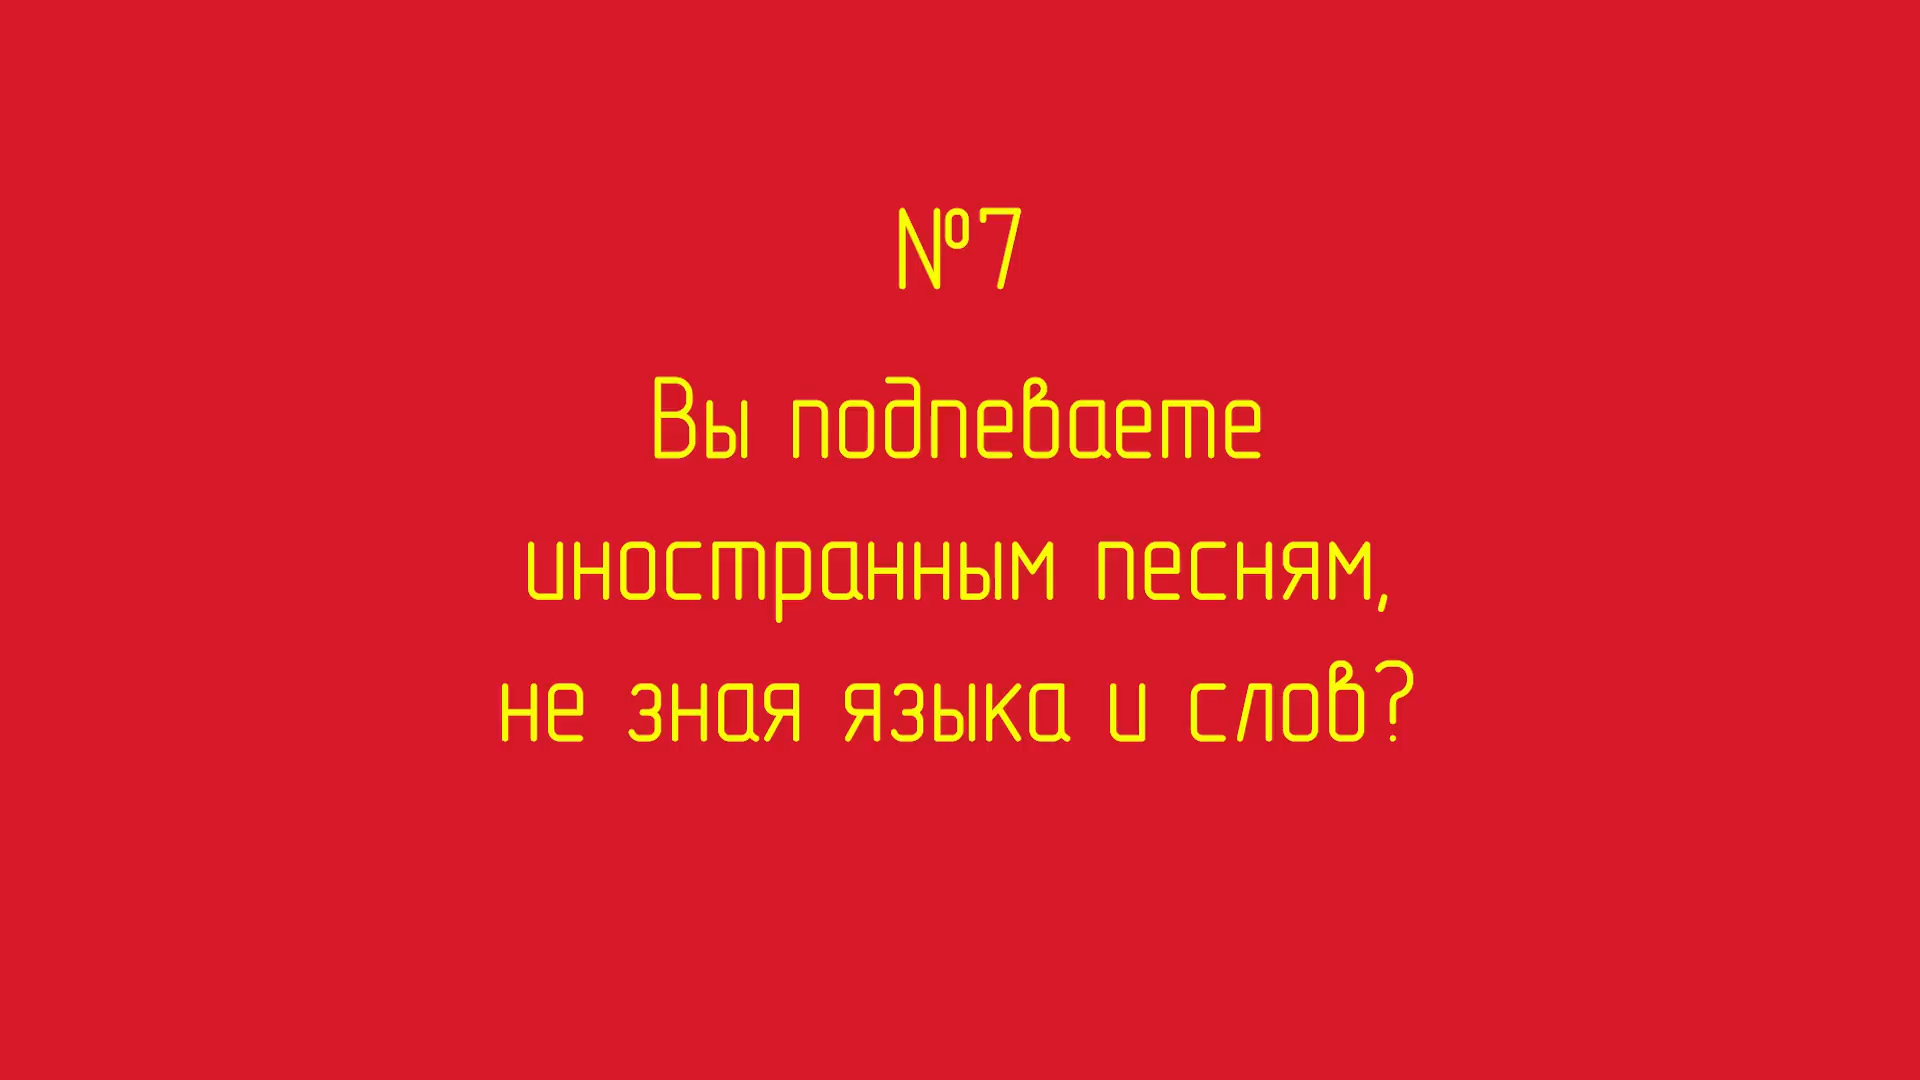 №7
Вы подпеваете
иностранным песням,
не зная языка и слов?